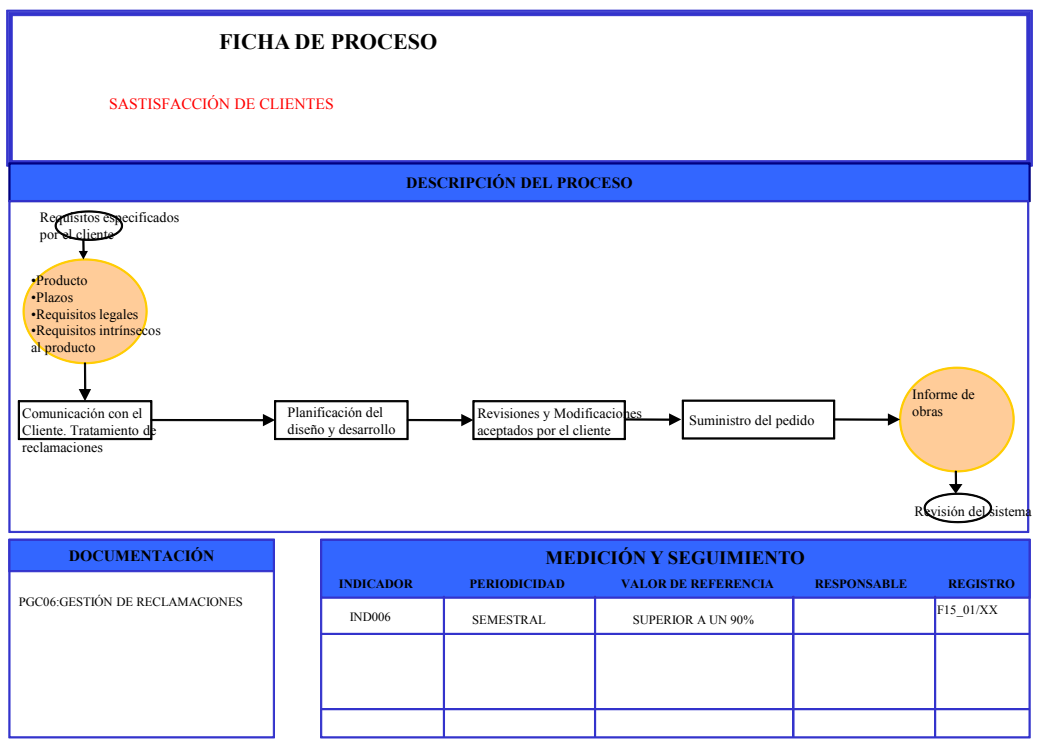 FICHA DE PROCESO
SASTISFACCIÓN DE CLIENTES
DESCRIPCIÓN DEL PROCESO
Requisitos especificados
por el cliente
•Producto
•Plazos
•Requisitos legales
•Requisitos intrínsecos
al producto
Comunicación con el
Cliente. Tratamiento de
reclamaciones
Planificación del
diseño y desarrollo
Revisiones y Modificaciones
aceptados por el cliente
Suministro del pedido
Informe de
obras
Revisión del sistema
DOCUMENTACIÓN
PGC06:GESTIÓN DE RECLAMACIONES
MEDICIÓN Y SEGUIMIENTO
INDICADOR PERIODICIDAD VALOR DE REFERENCIA RESPONSABLE REGISTRO
IND006 SEMESTRAL SUPERIOR A UN 90% F15_01/XX